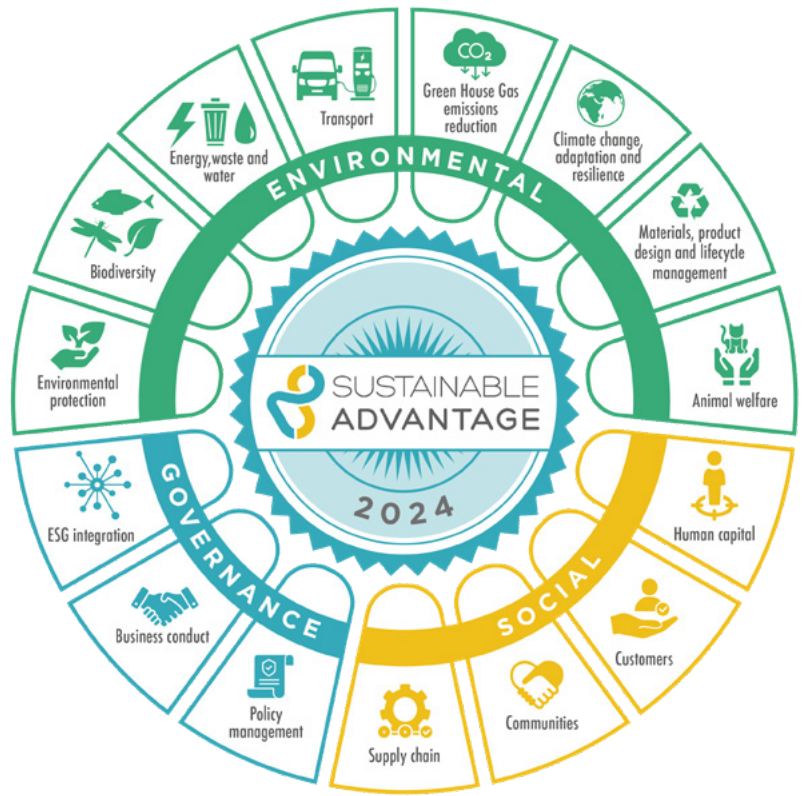 ENVIRONMENTAL
Environmental
protection
Biodiversity
Energy,waste and
water
Transport
CO2
Green House Gas
emissions
reduction
Climate change,
adaptation and
resilience
Materials, product
design and lifecycle
management
Animal welfare
SOCIAL
Human capital
Customers
Communities
Supply chain
GOVERNANCE
ESG integration
Business conduct
Policy
management
SUSTAINABLE
ADVANTAGE
2024